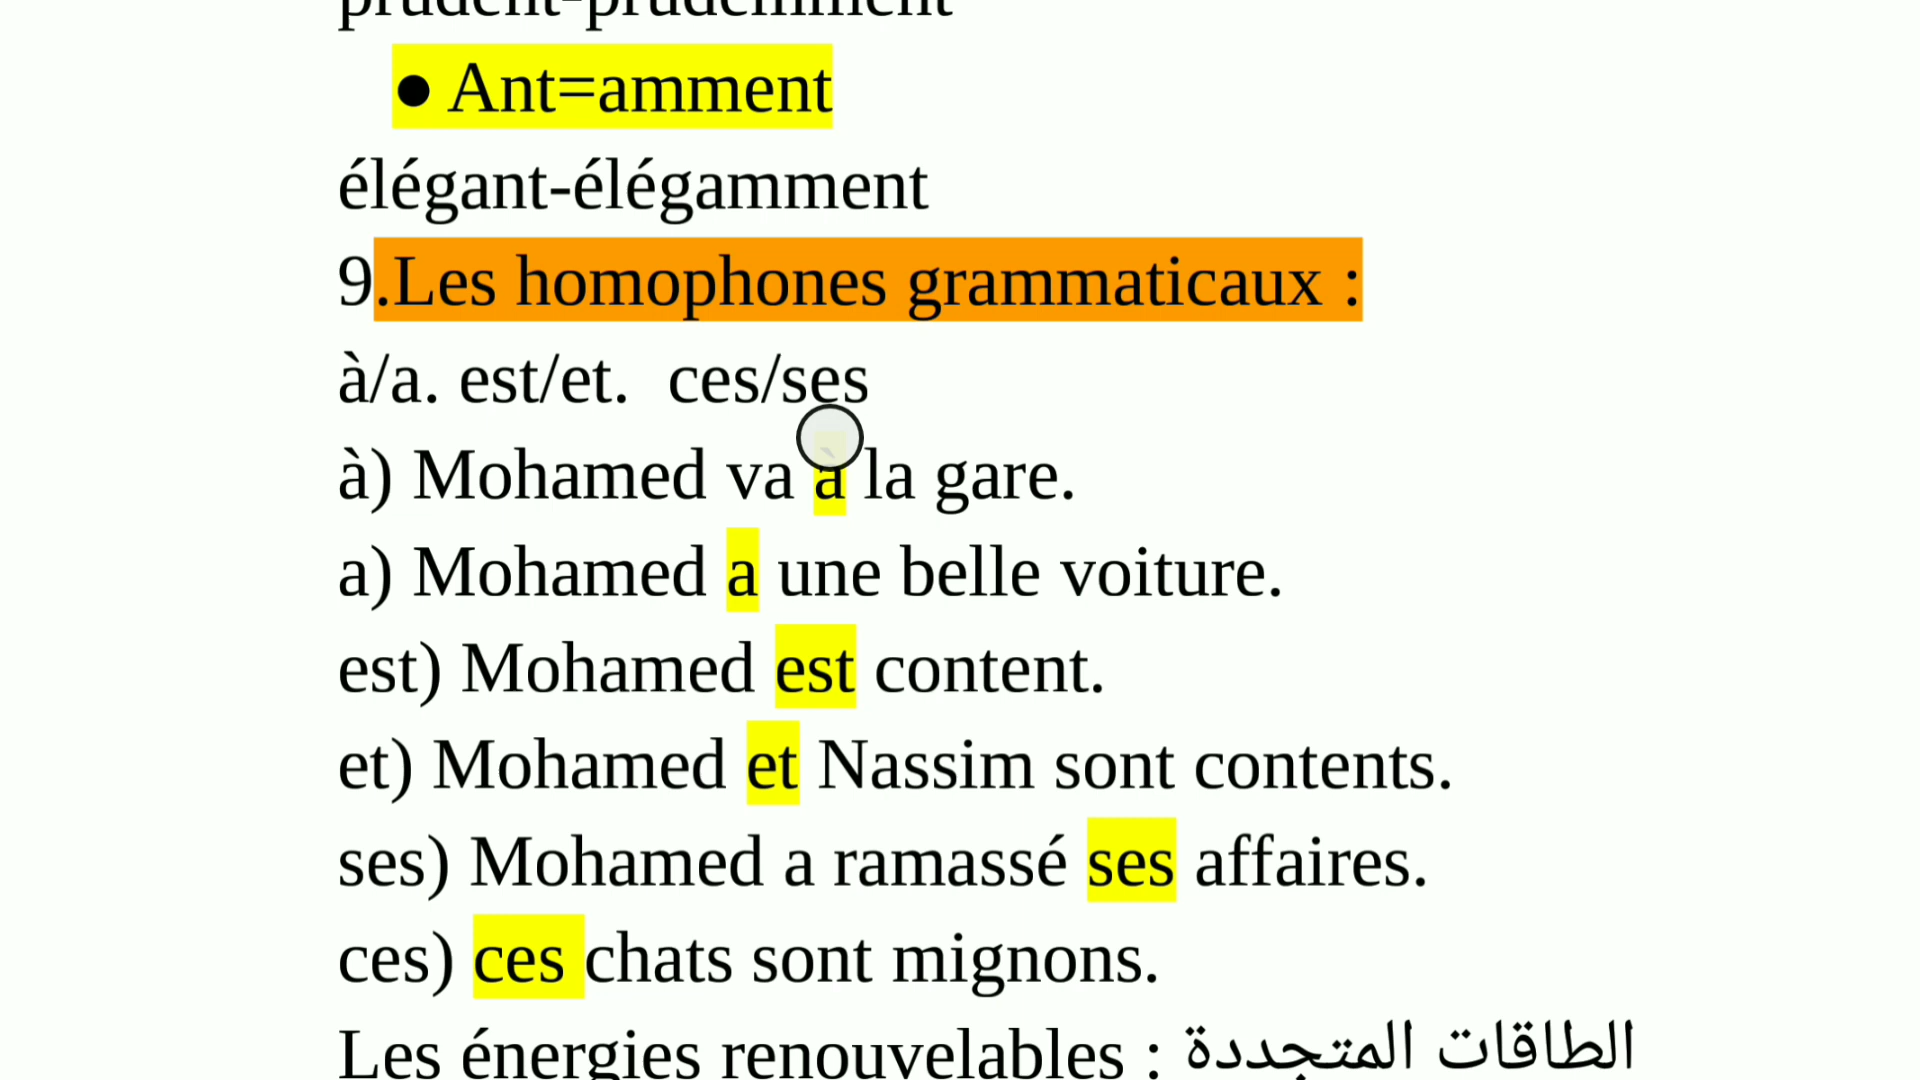 prudent-prudemment
● Ant=amment
élégant-élégamment
9.Les homophones grammaticaux :
à/a. est/et.  ces/ses
à) Mohamed va à la gare.
a) Mohamed a une belle voiture.
est) Mohamed est content.
et) Mohamed et Nassim sont contents.
ses) Mohamed a ramassé ses affaires.
ces) ces chats sont mignons.
Les énergies renouvelables : الطاقات المتجددة